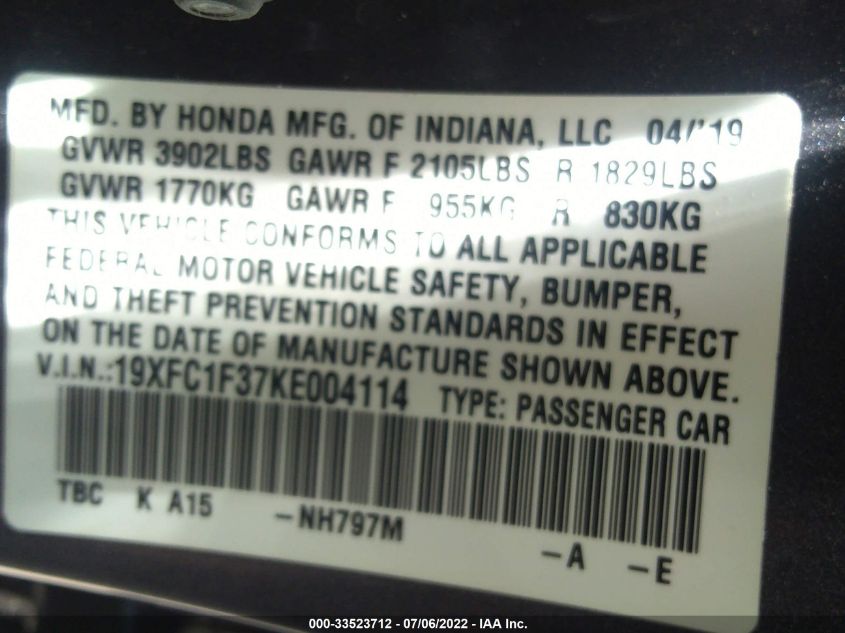 MFD. BY HONDA MFG. OF INDIANA, LLC 04/'19
GVWR 3902LBS GAWR F 2105LBS R 1829LBS
GVWR 1770KG GAWR F 955KG R 830KG
THIS VEHICLE CONFORMS TO ALL APPLICABLE
FEDERAL MOTOR VEHICLE SAFETY, BUMPER,
AND THEFT PREVENTION STANDARDS IN EFFECT
ON THE DATE OF MANUFACTURE SHOWN ABOVE.
V.I.N.:19XFC1F37KE004114 TYPE: PASSENGER CAR
TBC K A15 -NH797M -A -E
000-33523712 - 07/06/2022 - IAA Inc.